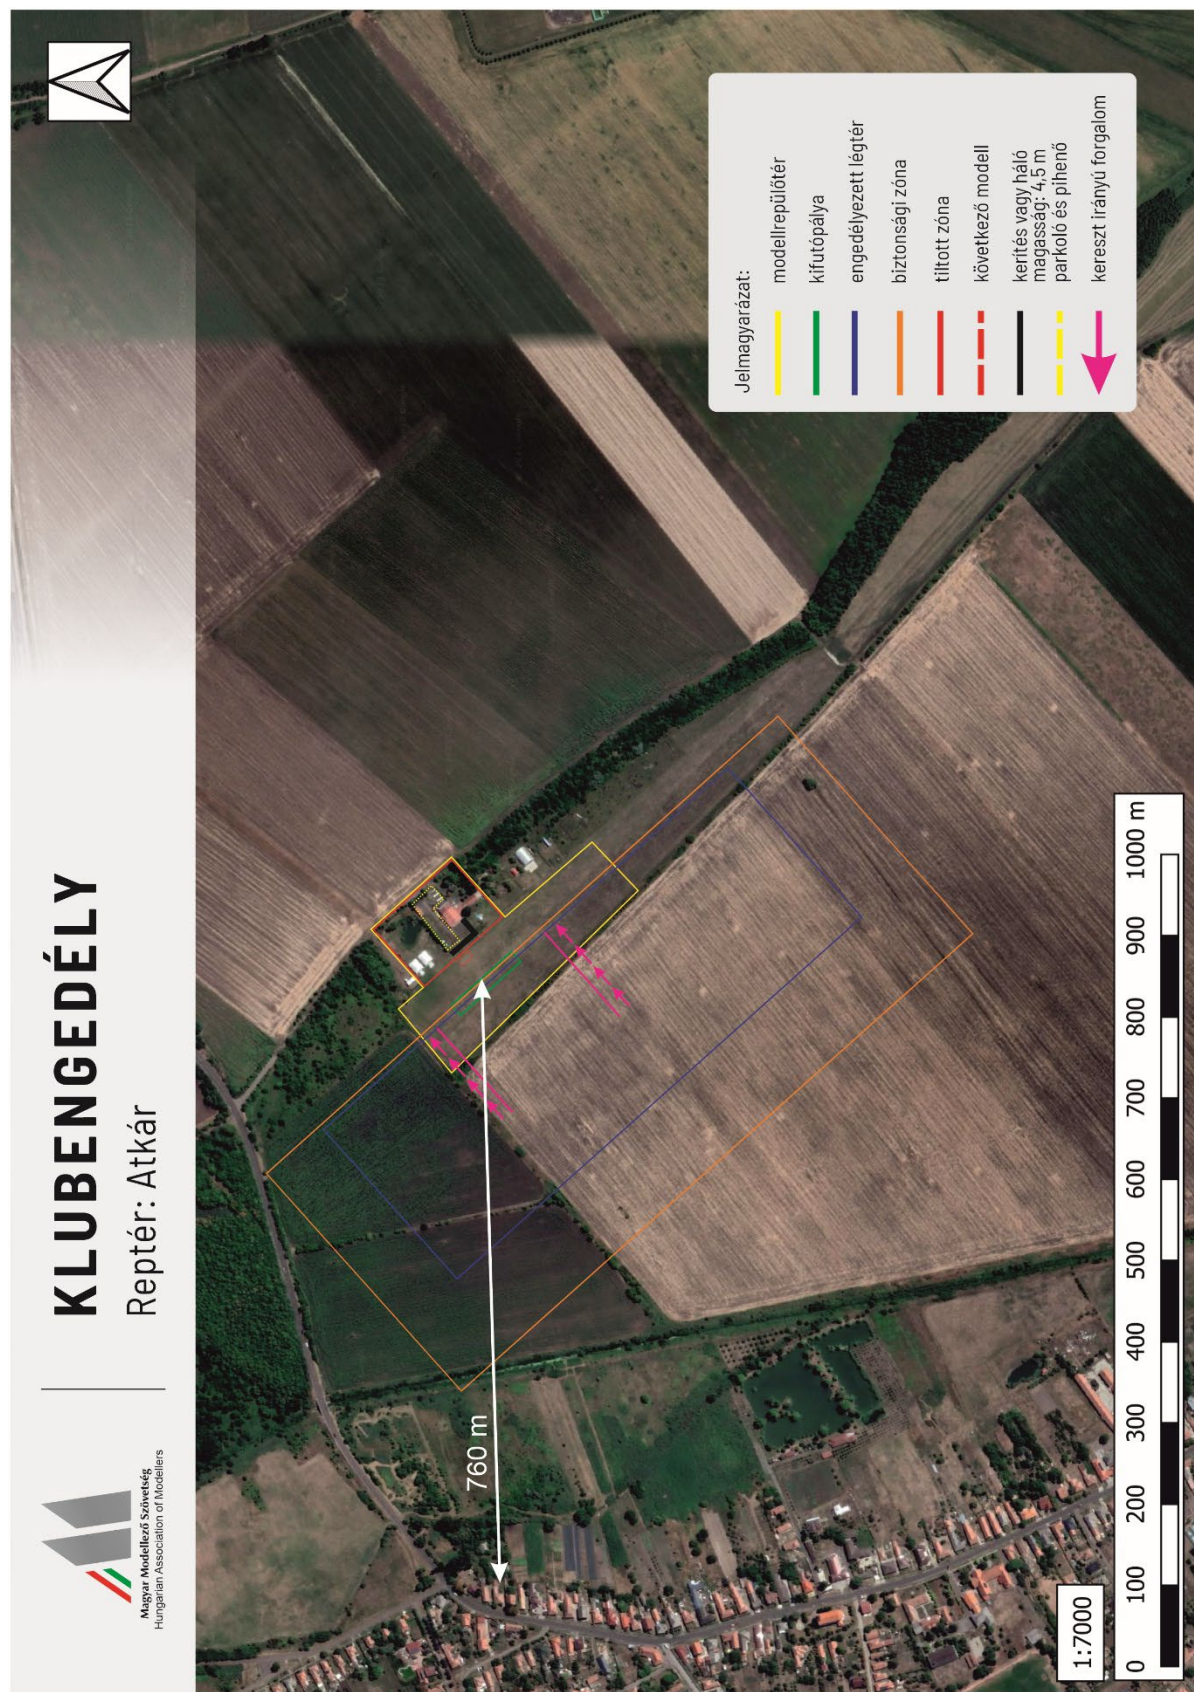 Magyar Modellező Szövetség
Hungarian Association of Modellers
KLUBENGEDÉLY
Reptér: Atkár
760 m
Jelmagyarázat:
modellrepülőtér
kifutópálya
engedélyezett légtér
biztonsági zóna
tiltott zóna
következő modell
kerítés vagy háló
magasság: 4,5 m
parkoló és pihenő
kereszt irányú forgalom
1:7000
0 100 200 300 400 500 600 700 800 900 1000 m